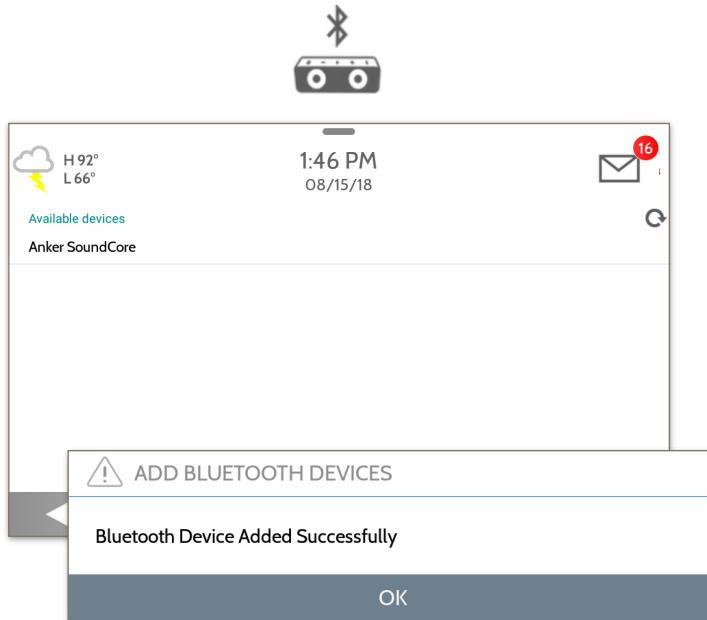 H 92°
L 66°
1:46 PM
08/15/18
16
Available devices
Anker SoundCore
ADD BLUETOOTH DEVICES
Bluetooth Device Added Successfully
OK